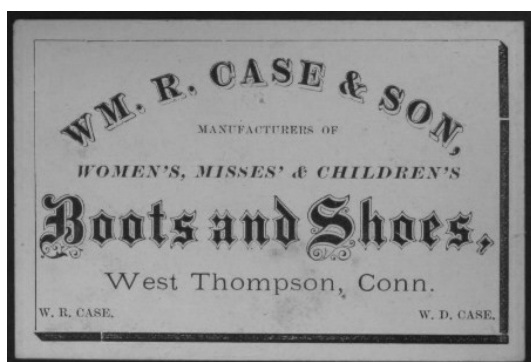 WM. R. CASE & SON,
MANUFACTURERS OF
WOMEN'S, MISSES' & CHILDREN'S
Boots and Shoes,
West Thompson, Conn.
W. R. CASE. W. D. CASE.